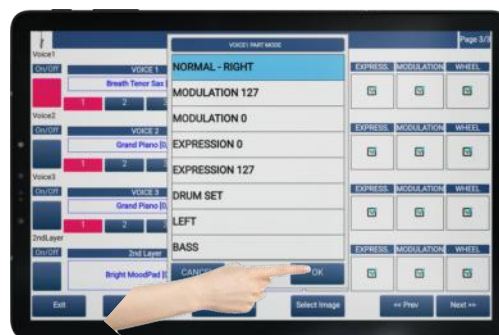 VOICE1 PART MODE
Page 3/3
Voice1
On/Off
VOICE 1
Breath Tenor Sax
1
2
NORMAL - RIGHT
MODULATION 127
MODULATION 0
EXPRESSION 0
EXPRESSION 127
DRUM SET
LEFT
BASS
CANCEL
OK
EXPRESS. MODULATION WHEEL
Voice2
On/Off
VOICE 2
Grand Piano
1
2
EXPRESS. MODULATION WHEEL
Voice3
On/Off
VOICE 3
Grand Piano
1
2
EXPRESS. MODULATION WHEEL
2ndLayer
On/Off
2nd Layer
Bright MoodPad
EXPRESS. MODULATION WHEEL
Exit
Select Image
<< Prev
Next >>